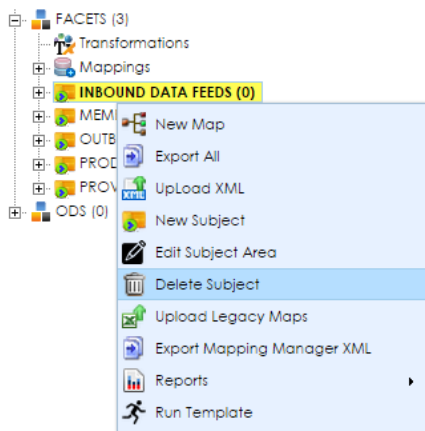 FACETS (3)
Transformations
Mappings
INBOUND DATA FEEDS (0)
MEM
New Map
OUTB
Export All
PROD
PROV
UpLoad XML
ODS (0)
New Subject
Edit Subject Area
Delete Subject
Upload Legacy Maps
Export Mapping Manager XML
Reports
Run Template